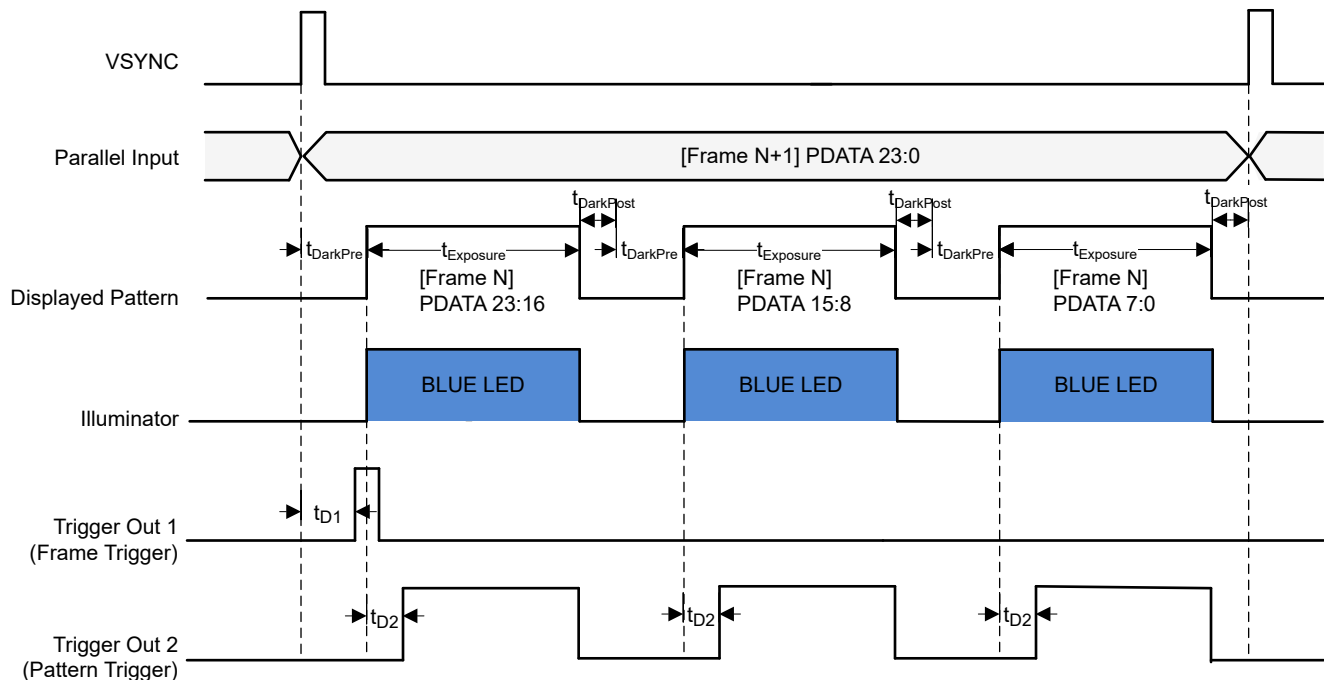 VSYNC
Parallel Input
[Frame N+1] PDATA 23:0
tDarkPost
tDarkPost
tDarkPost
tDarkPre
tExposure
tDarkPre
tExposure
tDarkPre
tExposure
Displayed Pattern
[Frame N]
PDATA 23:16
[Frame N]
PDATA 15:8
[Frame N]
PDATA 7:0
BLUE LED
BLUE LED
BLUE LED
Illuminator
tD1
Trigger Out 1
(Frame Trigger)
tD2
tD2
tD2
Trigger Out 2
(Pattern Trigger)